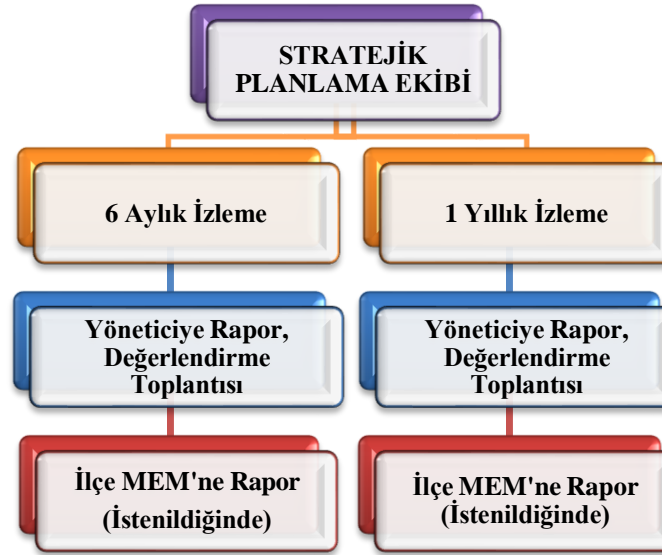 STRATEJİK
PLANLAMA EKİBİ
6 Aylık İzleme
1 Yıllık İzleme
Yöneticiye Rapor,
Değerlendirme
Toplantısı
Yöneticiye Rapor,
Değerlendirme
Toplantısı
İlçe MEM'ne Rapor
(İstenildiğinde)
İlçe MEM'ne Rapor
(İstenildiğinde)